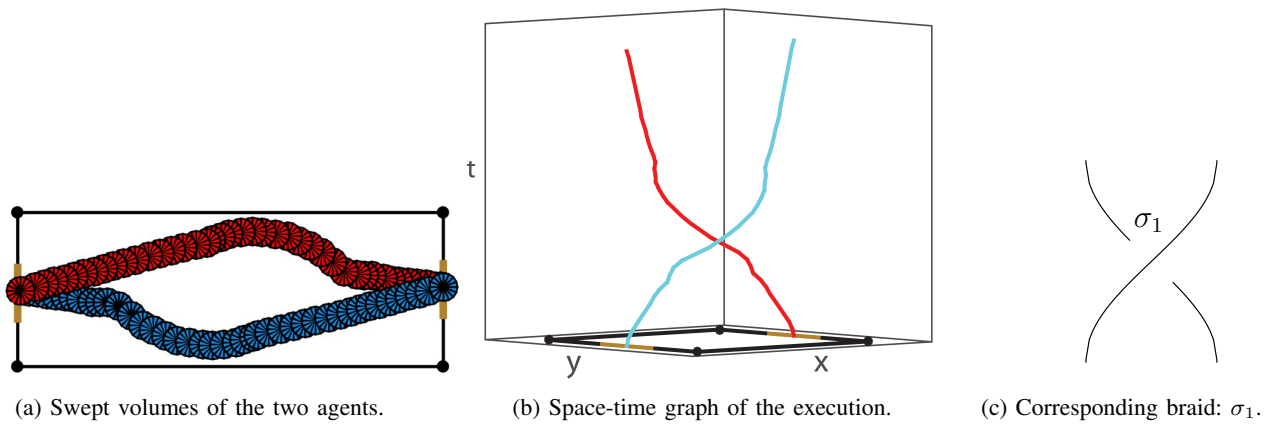 t
y
x
σ₁
(a) Swept volumes of the two agents.
(b) Space-time graph of the execution.
(c) Corresponding braid: σ₁.